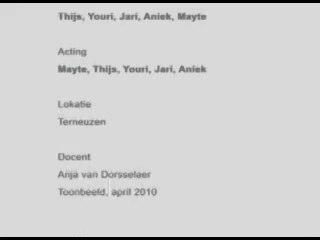 Thijs, Youri, Jari, Aniek, Mayte
Acting
Mayte, Thijs, Youri, Jari, Aniek
Lokatie
Terneuzen
Docent
Anja van Dorsselaer
Toonbeeld, april 2010